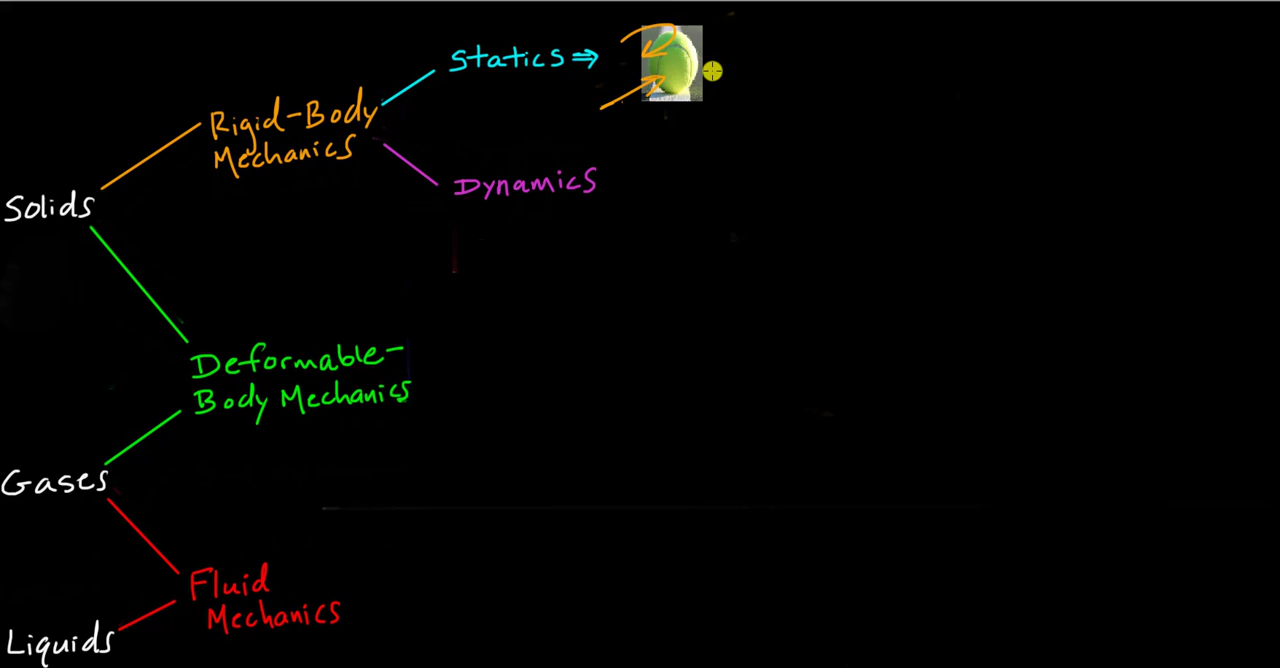 Statics ⇒
Rigid-Body
Mechanics
Dynamics
Solids
Deformable-
Body Mechanics
Gases
Fluid
Mechanics
Liquids